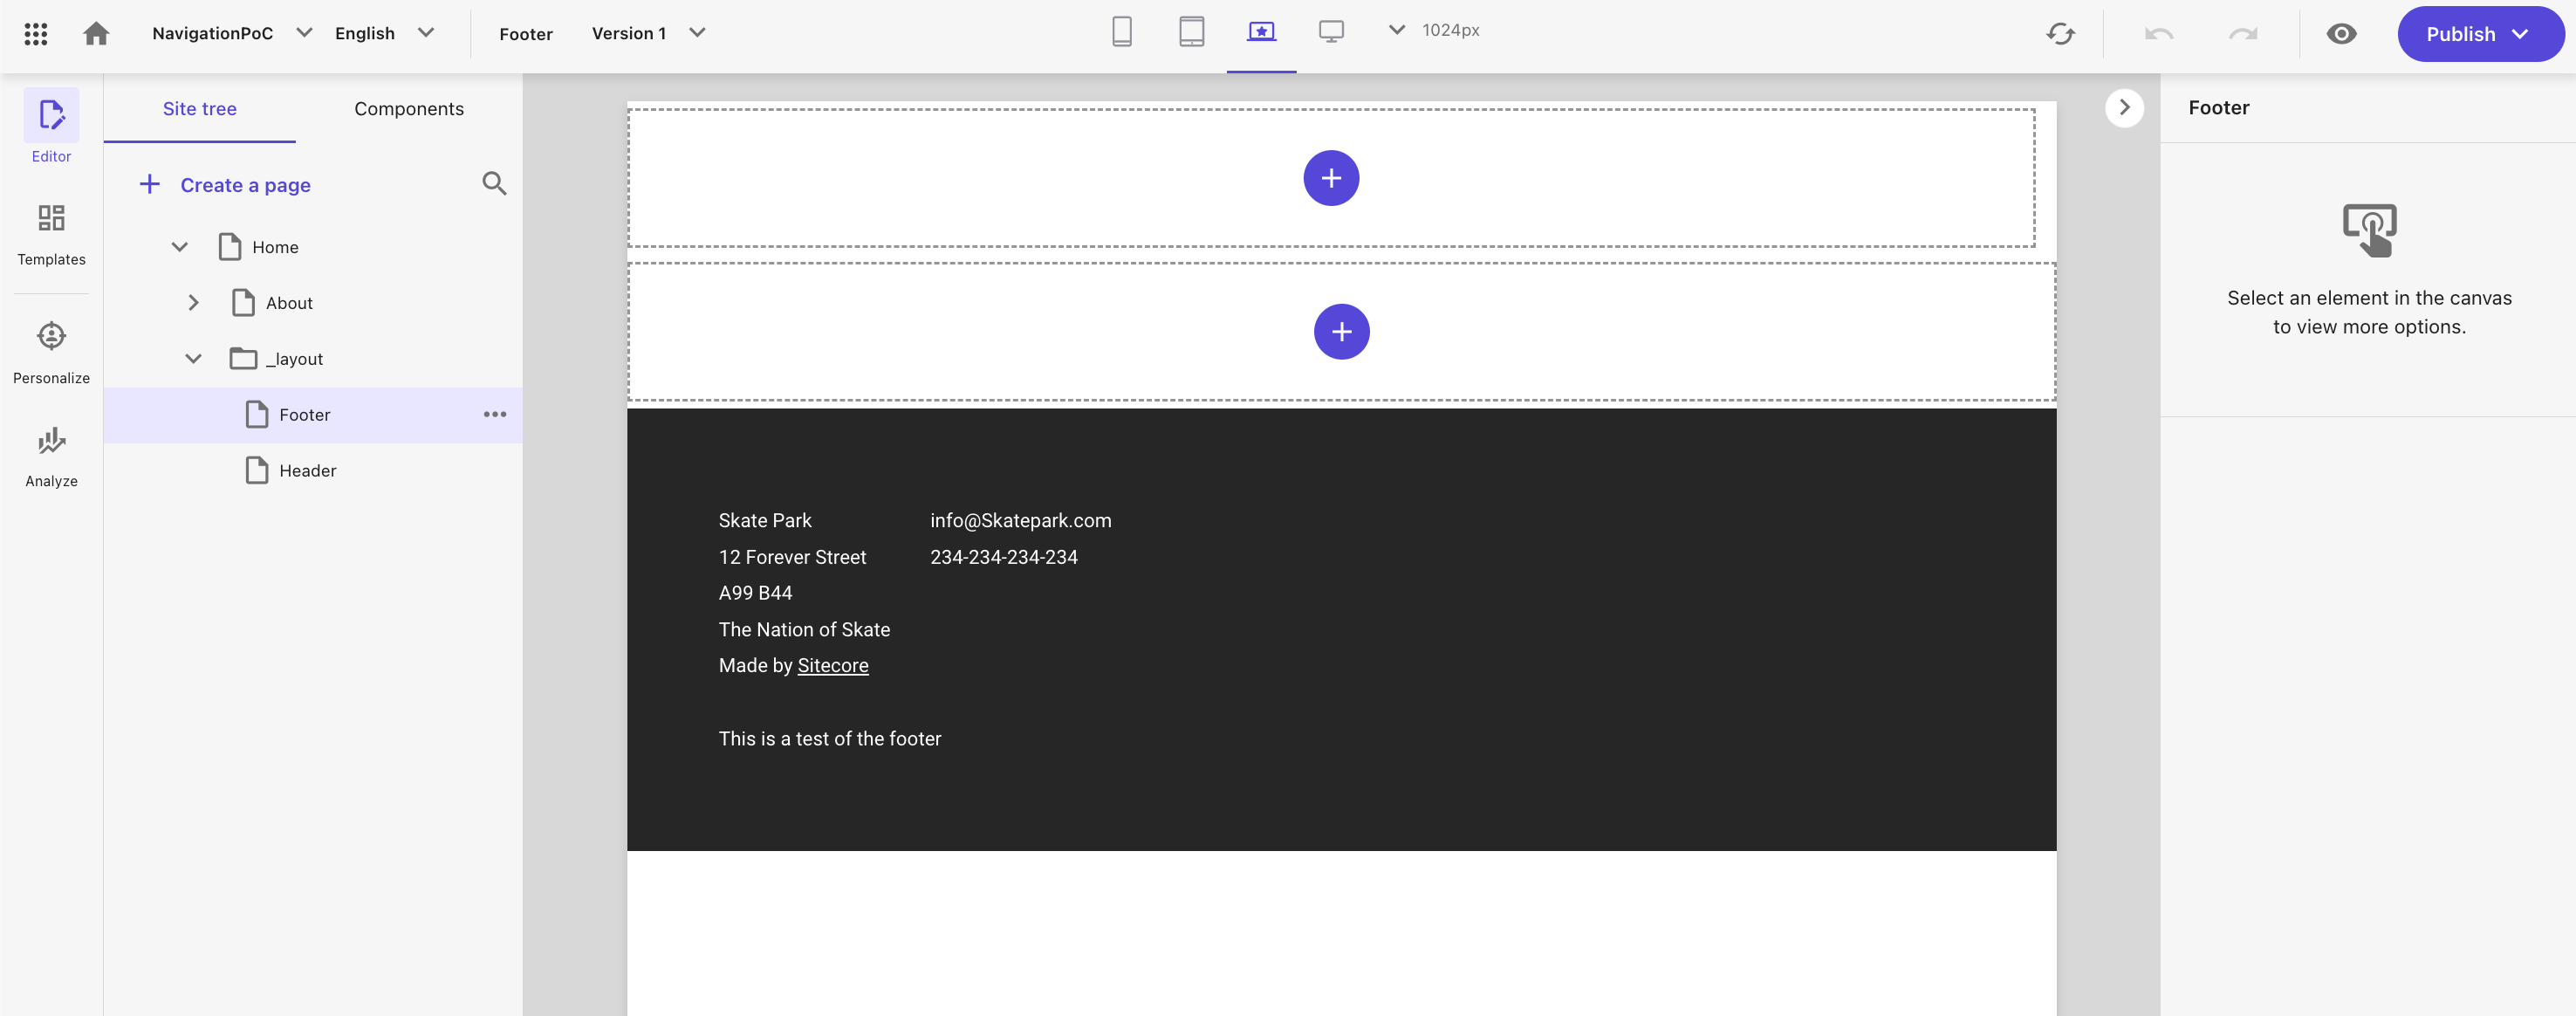 NavigationPoC English Footer Version 1 1024px Publish
Editor
Templates
Personalize
Analyze
Site tree Components
Create a page
Home
About
_layout
Footer
Header
Skate Park info@Skatepark.com
12 Forever Street 234-234-234-234
A99 B44
The Nation of Skate
Made by Sitecore
This is a test of the footer
Footer
Select an element in the canvas
to view more options.